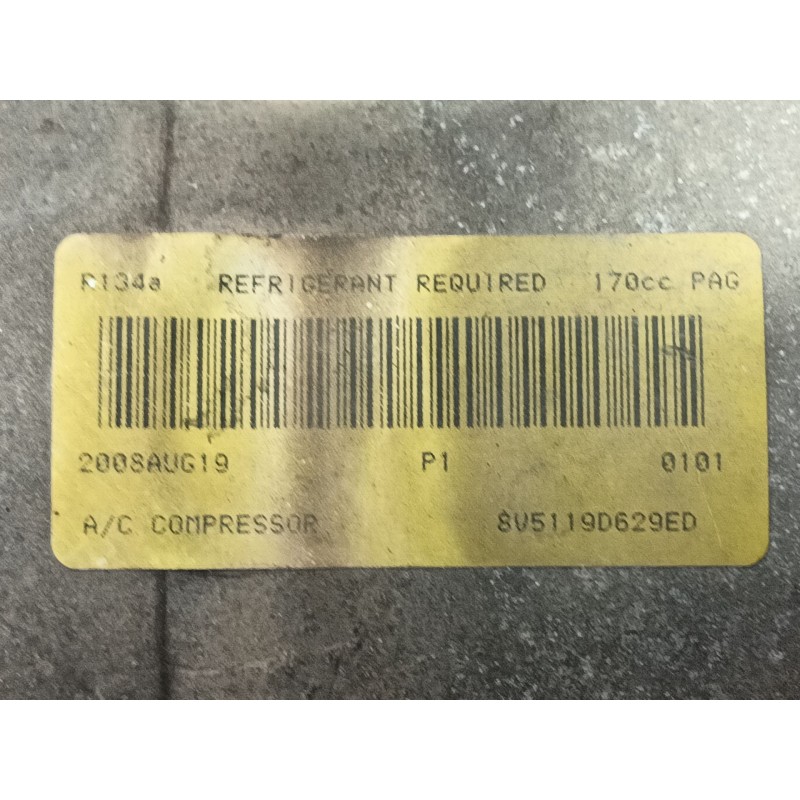 R134a REFRIGERANT REQUIRED 170cc PAG
2008AUG19 P1 0101
A/C COMPRESSOR 8V5119D629ED